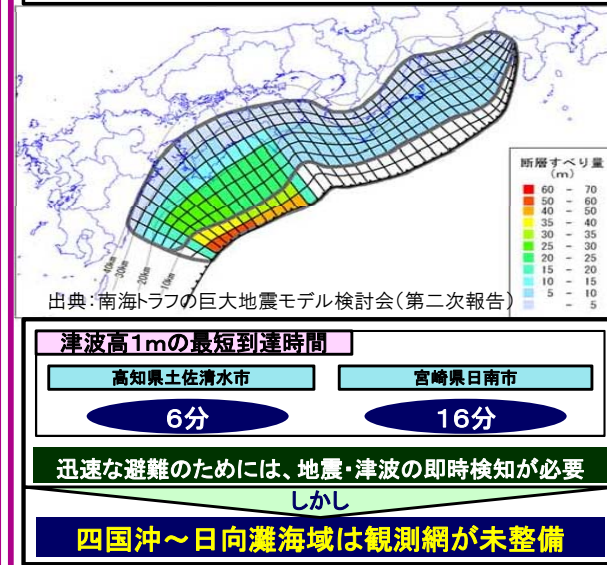 断層すべり量
(m)
60 - 70
50 - 60
40 - 50
35 - 40
30 - 35
25 - 30
20 - 25
15 - 20
10 - 15
5 - 10
- 5
40km
30km
20km
10km
出典:南海トラフの巨大地震モデル検討会(第二次報告)
津波高1mの最短到達時間
高知県土佐清水市
宮崎県日南市
6分
16分
迅速な避難のためには、地震・津波の即時検知が必要
しかし
四国沖~日向灘海域は観測網が未整備